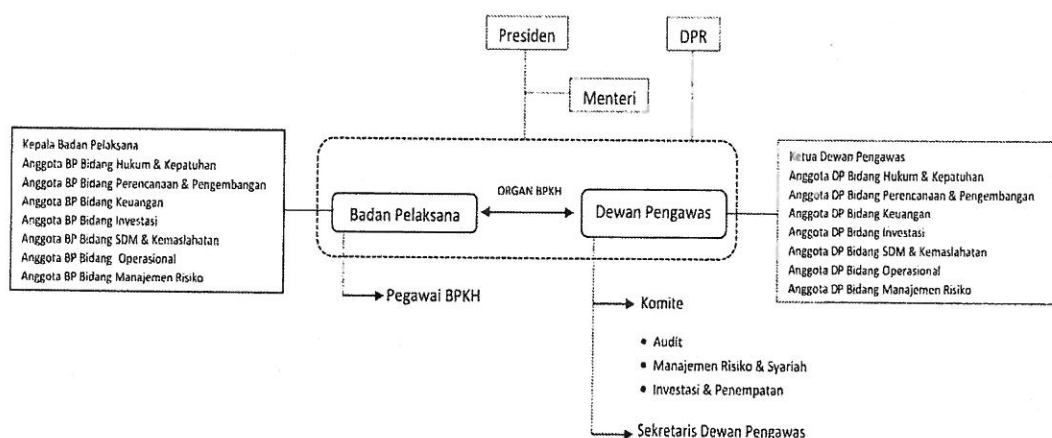 Presiden
DPR
Menteri
Kepala Badan Pelaksana
Anggota BP Bidang Hukum & Kepatuhan
Anggota BP Bidang Perencanaan & Pengembangan
Anggota BP Bidang Keuangan
Anggota BP Bidang Investasi
Anggota BP Bidang SDM & Kemaslahatan
Anggota BP Bidang Operasional
Anggota BP Bidang Manajemen Risiko
ORGAN BPKH
Badan Pelaksana
Dewan Pengawas
Ketua Dewan Pengawas
Anggota DP Bidang Hukum & Kepatuhan
Anggota DP Bidang Perencanaan & Pengembangan
Anggota DP Bidang Keuangan
Anggota DP Bidang Investasi
Anggota DP Bidang SDM & Kemaslahatan
Anggota DP Bidang Operasional
Anggota DP Bidang Manajemen Risiko
Pegawai BPKH
Komite
• Audit
• Manajemen Risiko & Syariah
• Investasi & Penempatan
Sekretaris Dewan Pengawas